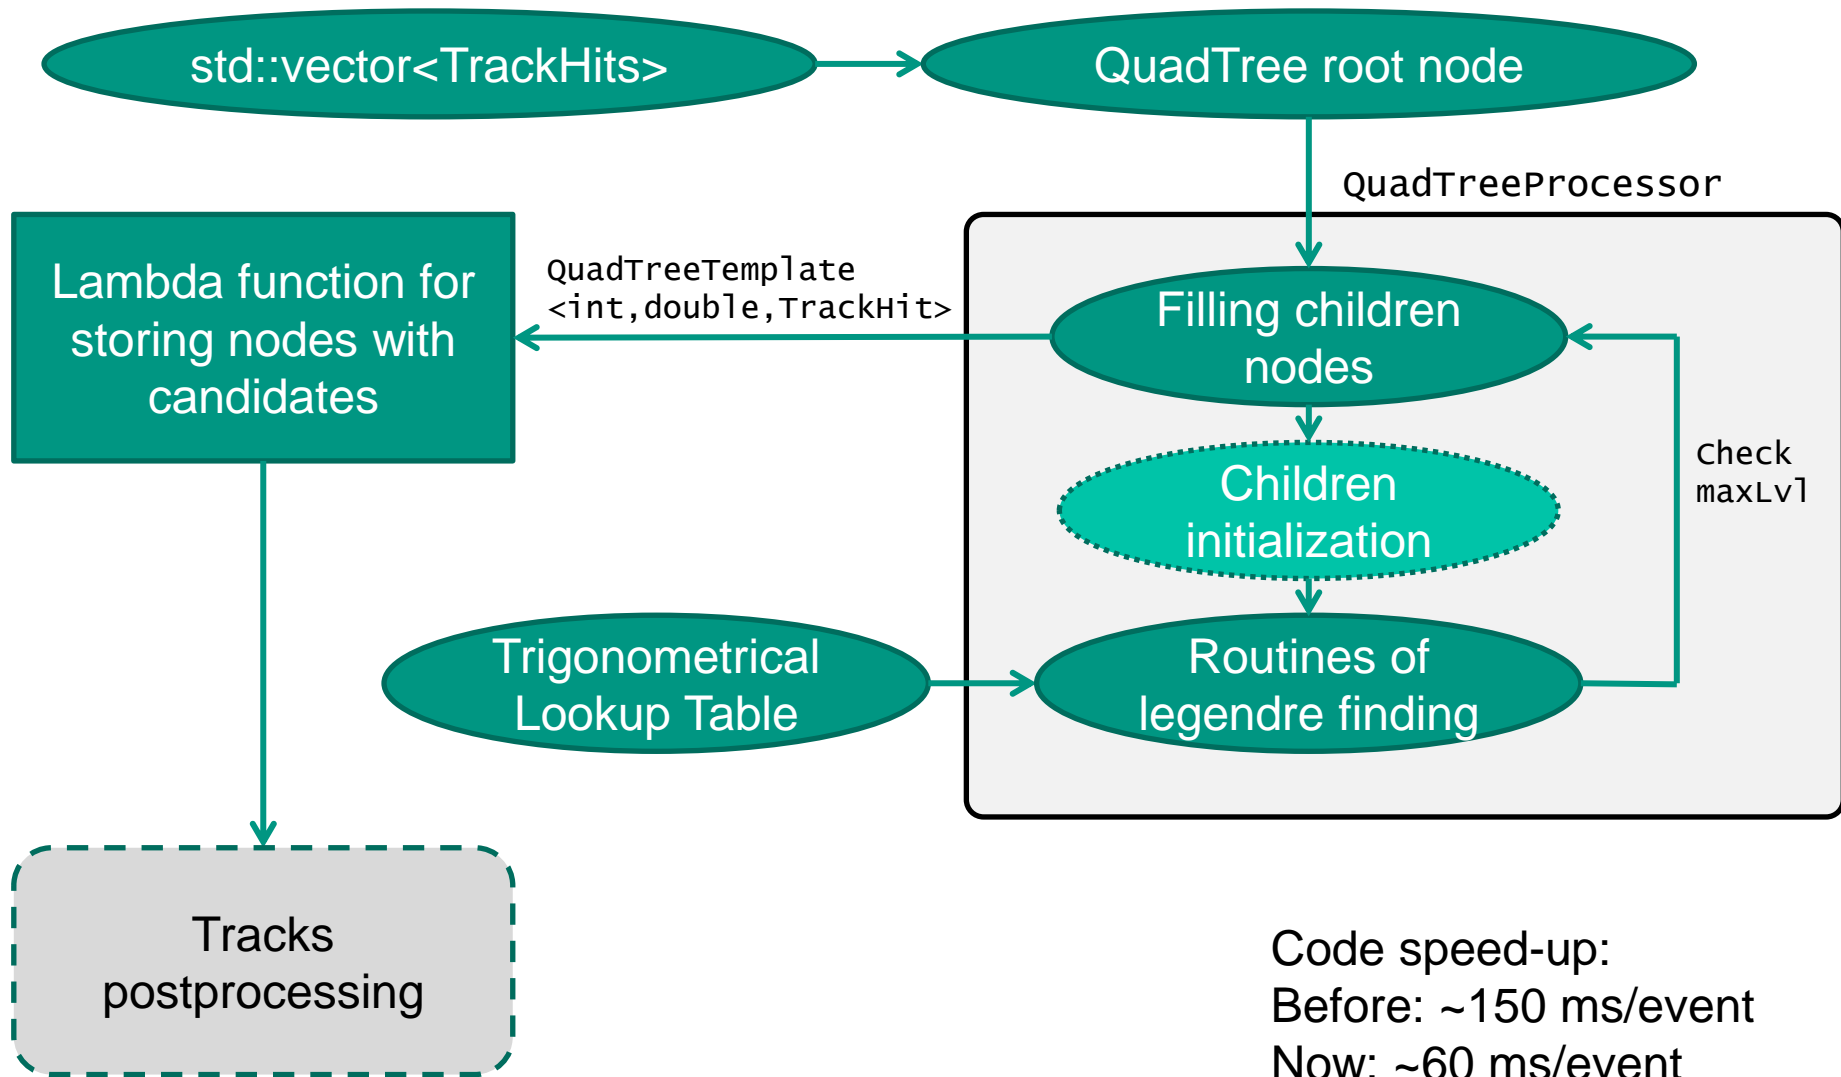 std::vector<TrackHits>
QuadTree root node
QuadTreeProcessor
Lambda function for
storing nodes with
candidates
QuadTreeTemplate
<int,double,TrackHit>
Filling children
nodes
Children
initialization
Check
maxLvl
Trigonometrical
Lookup Table
Routines of
legendre finding
Tracks
postprocessing
Code speed-up:
Before: ~150 ms/event
Now: ~60 ms/event